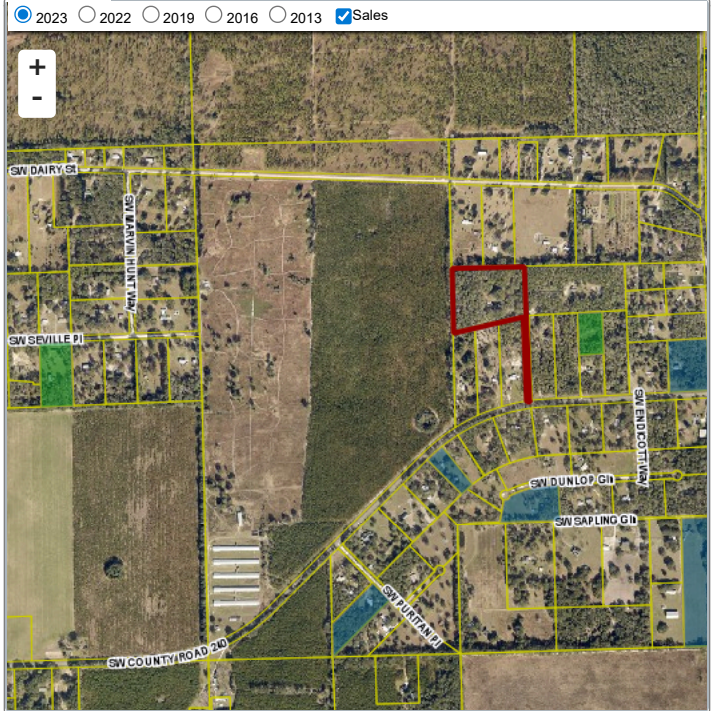 2023 2022 2019 2016 2013 Sales
+
-
SW DAIRY St
SW MARVIN HUNT Way
SW SEVILLE Pl
SW ENDICOTT Way
SW DUNLOP Gln
SW SAPLING Gln
SW PURITAN Pl
SW COUNTY ROAD 240